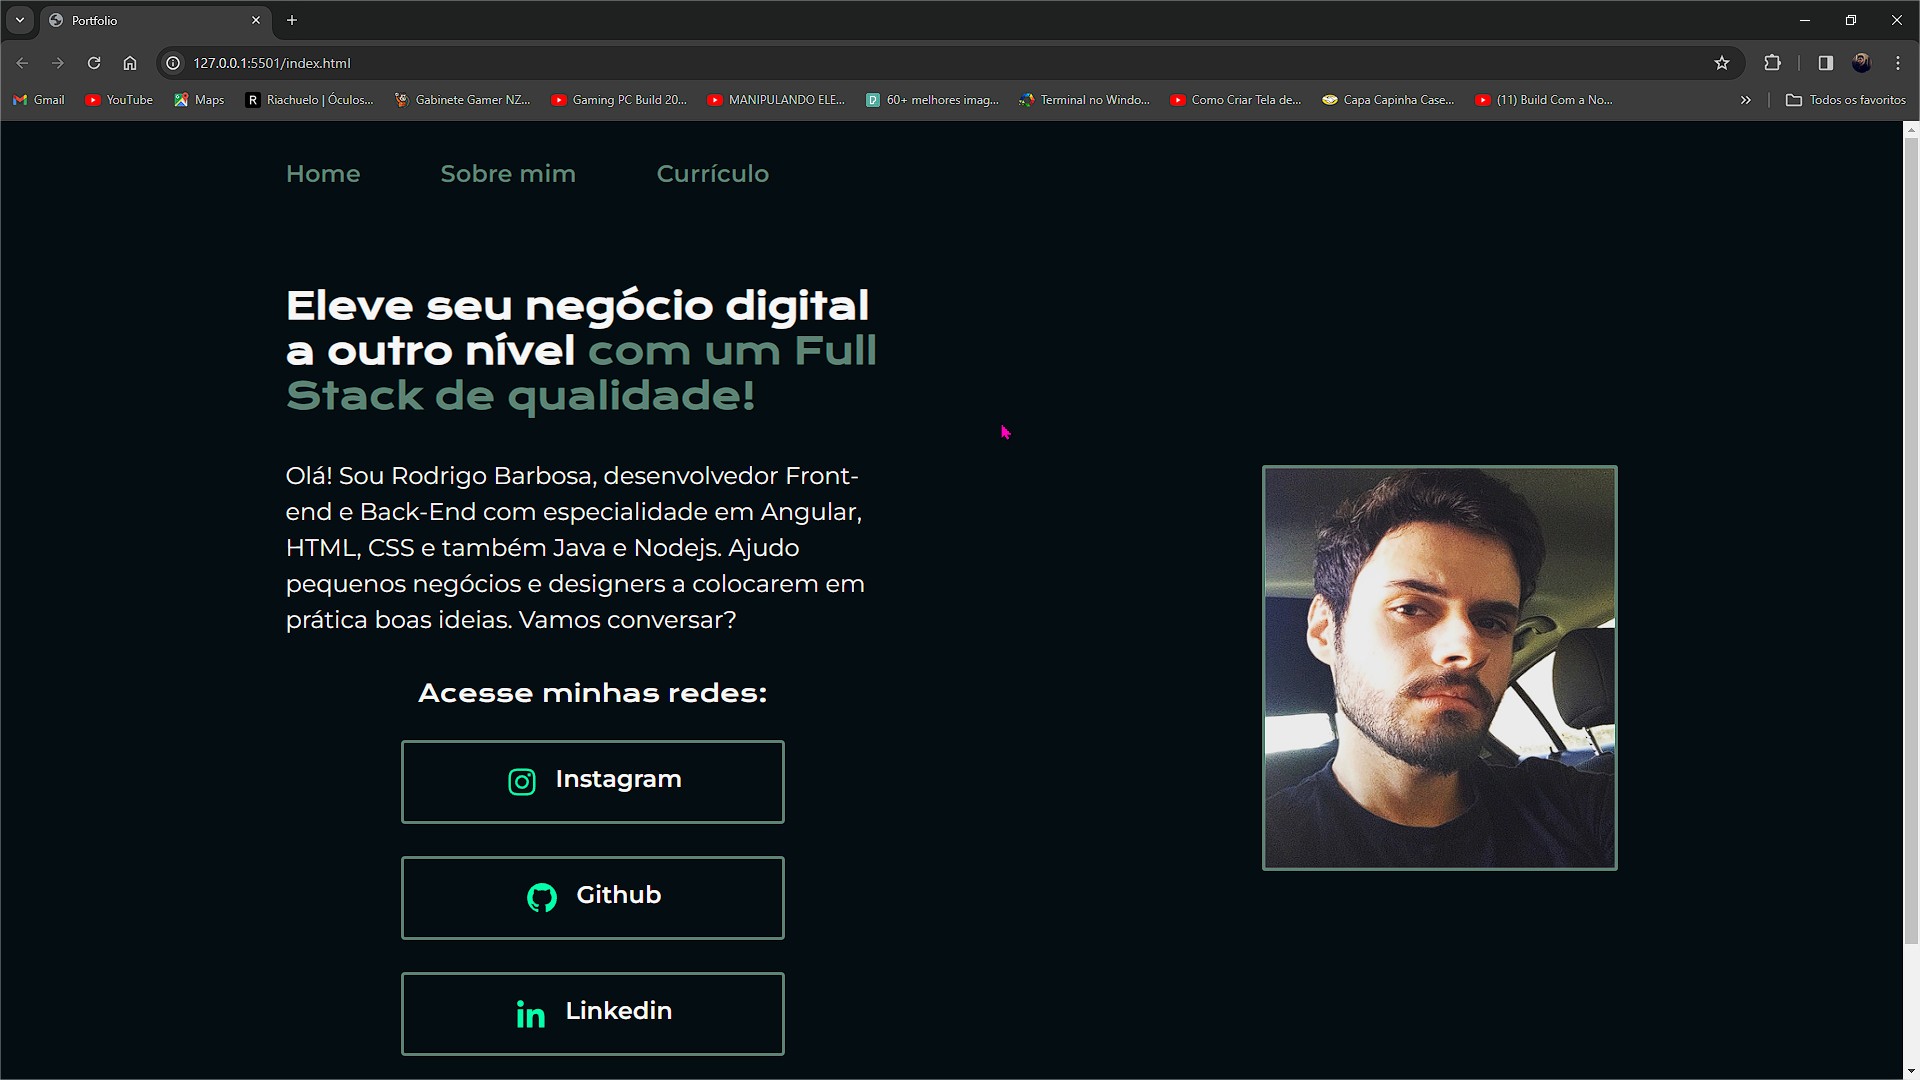 Portfolio
127.0.0.1:5501/index.html
Gmail YouTube Maps Riachuelo | Óculos... Gabinete Gamer NZ... Gaming PC Build 20... MANIPULANDO ELE... 60+ melhores imag... Terminal no Windo... Como Criar Tela de... Capa Capinha Case... (11) Build Com a No... Todos os favoritos
Home Sobre mim Currículo
Eleve seu negócio digital
a outro nível com um Full
Stack de qualidade!
Olá! Sou Rodrigo Barbosa, desenvolvedor Front-
end e Back-End com especialidade em Angular,
HTML, CSS e também Java e Nodejs. Ajudo
pequenos negócios e designers a colocarem em
prática boas ideias. Vamos conversar?
Acesse minhas redes:
Instagram
Github
Linkedin